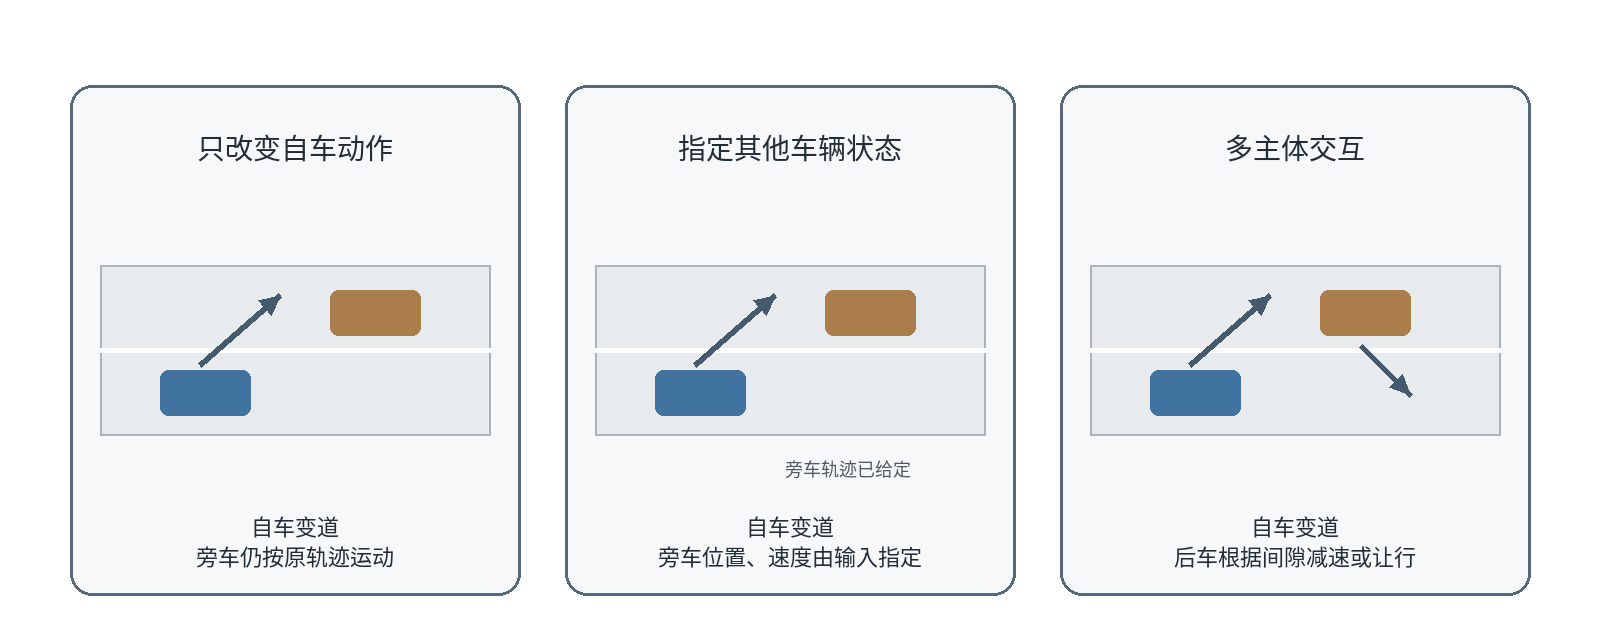 只改变自车动作
自车变道
旁车仍按原轨迹运动
指定其他车辆状态
旁车轨迹已给定
自车变道
旁车位置、速度由输入指定
多主体交互
自车变道
后车根据间隙减速或让行